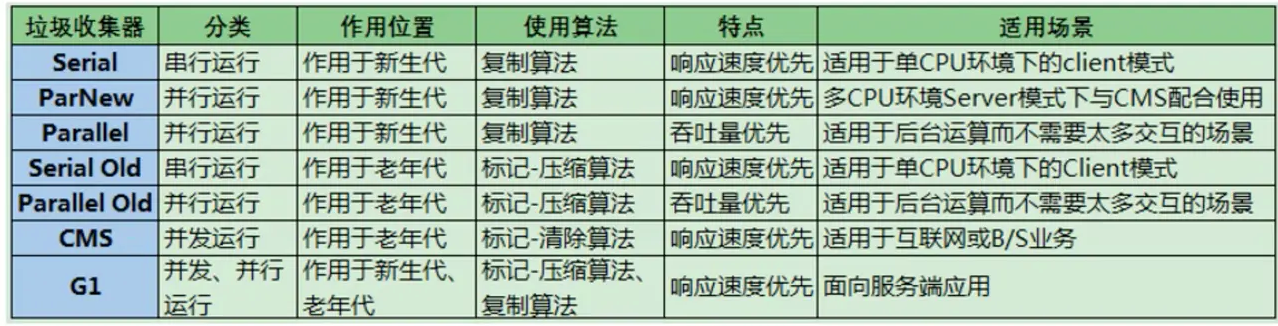 垃圾收集器 分类 作用位置 使用算法 特点 适用场景
Serial 串行运行 作用于新生代 复制算法 响应速度优先 适用于单CPU环境下的client模式
ParNew 并行运行 作用于新生代 复制算法 响应速度优先 多CPU环境Server模式下与CMS配合使用
Parallel 并行运行 作用于新生代 复制算法 吞吐量优先 适用于后台运算而不需要太多交互的场景
Serial Old 串行运行 作用于老年代 标记-压缩算法 响应速度优先 适用于单CPU环境下的Client模式
Parallel Old 并行运行 作用于老年代 标记-压缩算法 吞吐量优先 适用于后台运算而不需要太多交互的场景
CMS 并发运行 作用于老年代 标记-清除算法 响应速度优先 适用于互联网或B/S业务
G1 并发、并行 作用于新生代、 标记-压缩算法、 响应速度优先 面向服务端应用
运行 老年代 复制算法